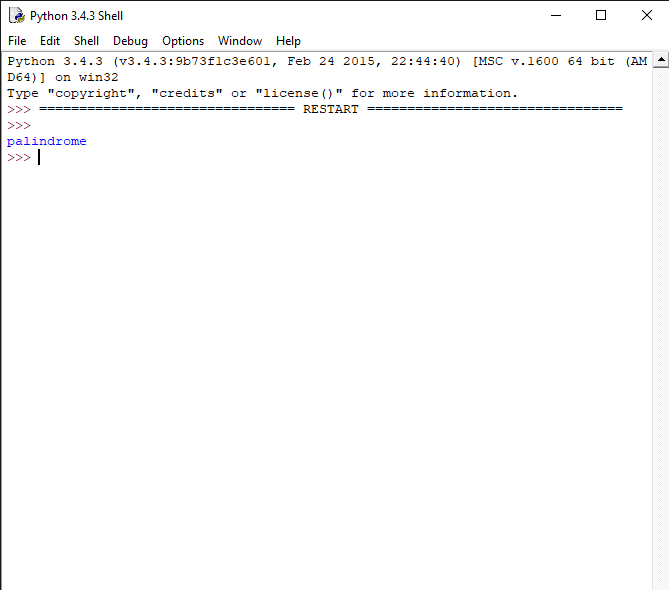 Python 3.4.3 Shell
File Edit Shell Debug Options Window Help
Python 3.4.3 (v3.4.3:9b73f1c3e601, Feb 24 2015, 22:44:40) [MSC v.1600 64 bit (AM
D64)] on win32
Type "copyright", "credits" or "license()" for more information.
>>> ================================ RESTART ================================
>>>
palindrome
>>>